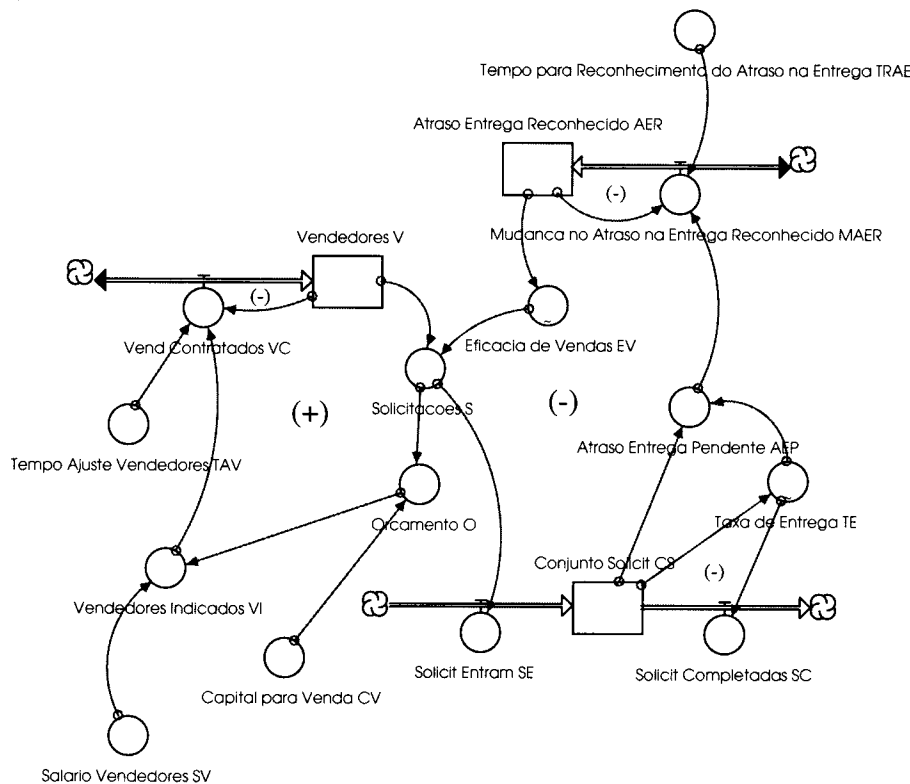 Tempo para Reconhecimento do Atraso na Entrega TRAE
Atraso Entrega Reconhecido AER
(-)
Mudanca no Atraso na Entrega Reconhecido MAER
Vendedores V
(-)
Vend Contratados VC
Eficacia de Vendas EV
~
Solicitacoes S
(+)
(-)
Tempo Ajuste Vendedores TAV
Atraso Entrega Pendente AEP
Orcamento O
~
Taxa de Entrega TE
Conjunto Solicit CS
(-)
Vendedores Indicados VI
Solicit Entram SE
Solicit Completadas SC
Capital para Venda CV
Salario Vendedores SV